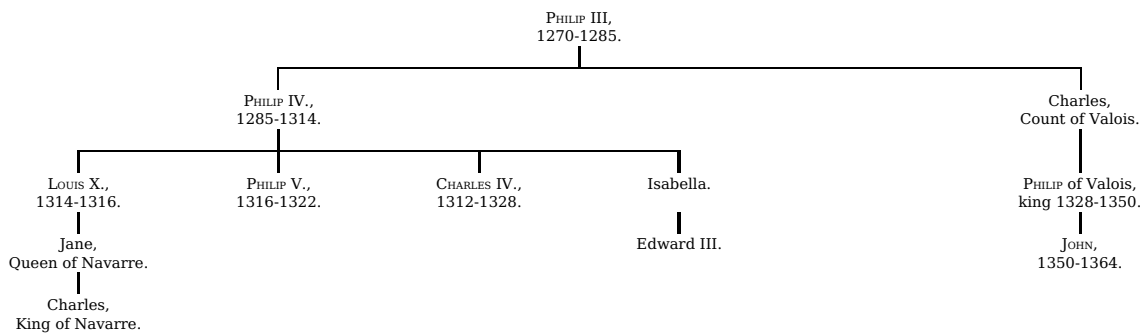 Philip III,
1270-1285.
Philip IV.,
1285-1314.
Charles,
Count of Valois.
Louis X.,
1314-1316.
Philip V.,
1316-1322.
Charles IV.,
1312-1328.
Isabella.
Philip of Valois,
king 1328-1350.
Jane,
Queen of Navarre.
Edward III.
John,
1350-1364.
Charles,
King of Navarre.